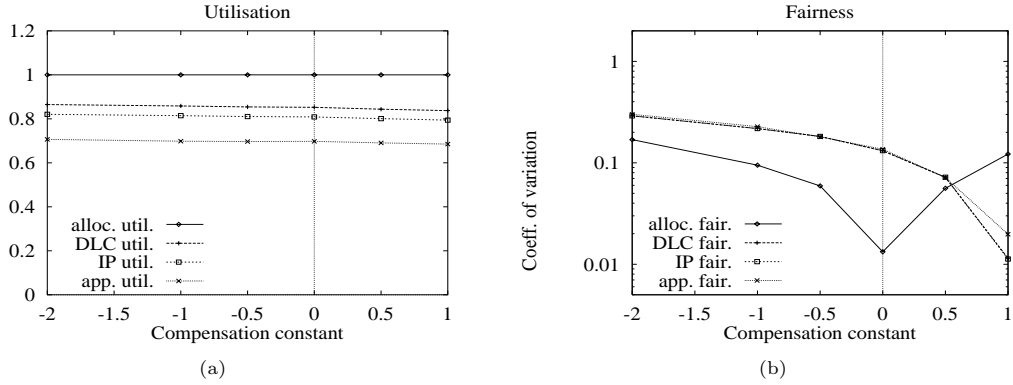 Utilisation
1.2
1
0.8
0.6
0.4
0.2
0
alloc. util.
DLC util.
IP util.
app. util.
-2 -1.5 -1 -0.5 0 0.5 1
Compensation constant
(a)
Fairness
Coeff. of variation
1
0.1
0.01
alloc. fair.
DLC fair.
IP fair.
app. fair.
-2 -1.5 -1 -0.5 0 0.5 1
Compensation constant
(b)